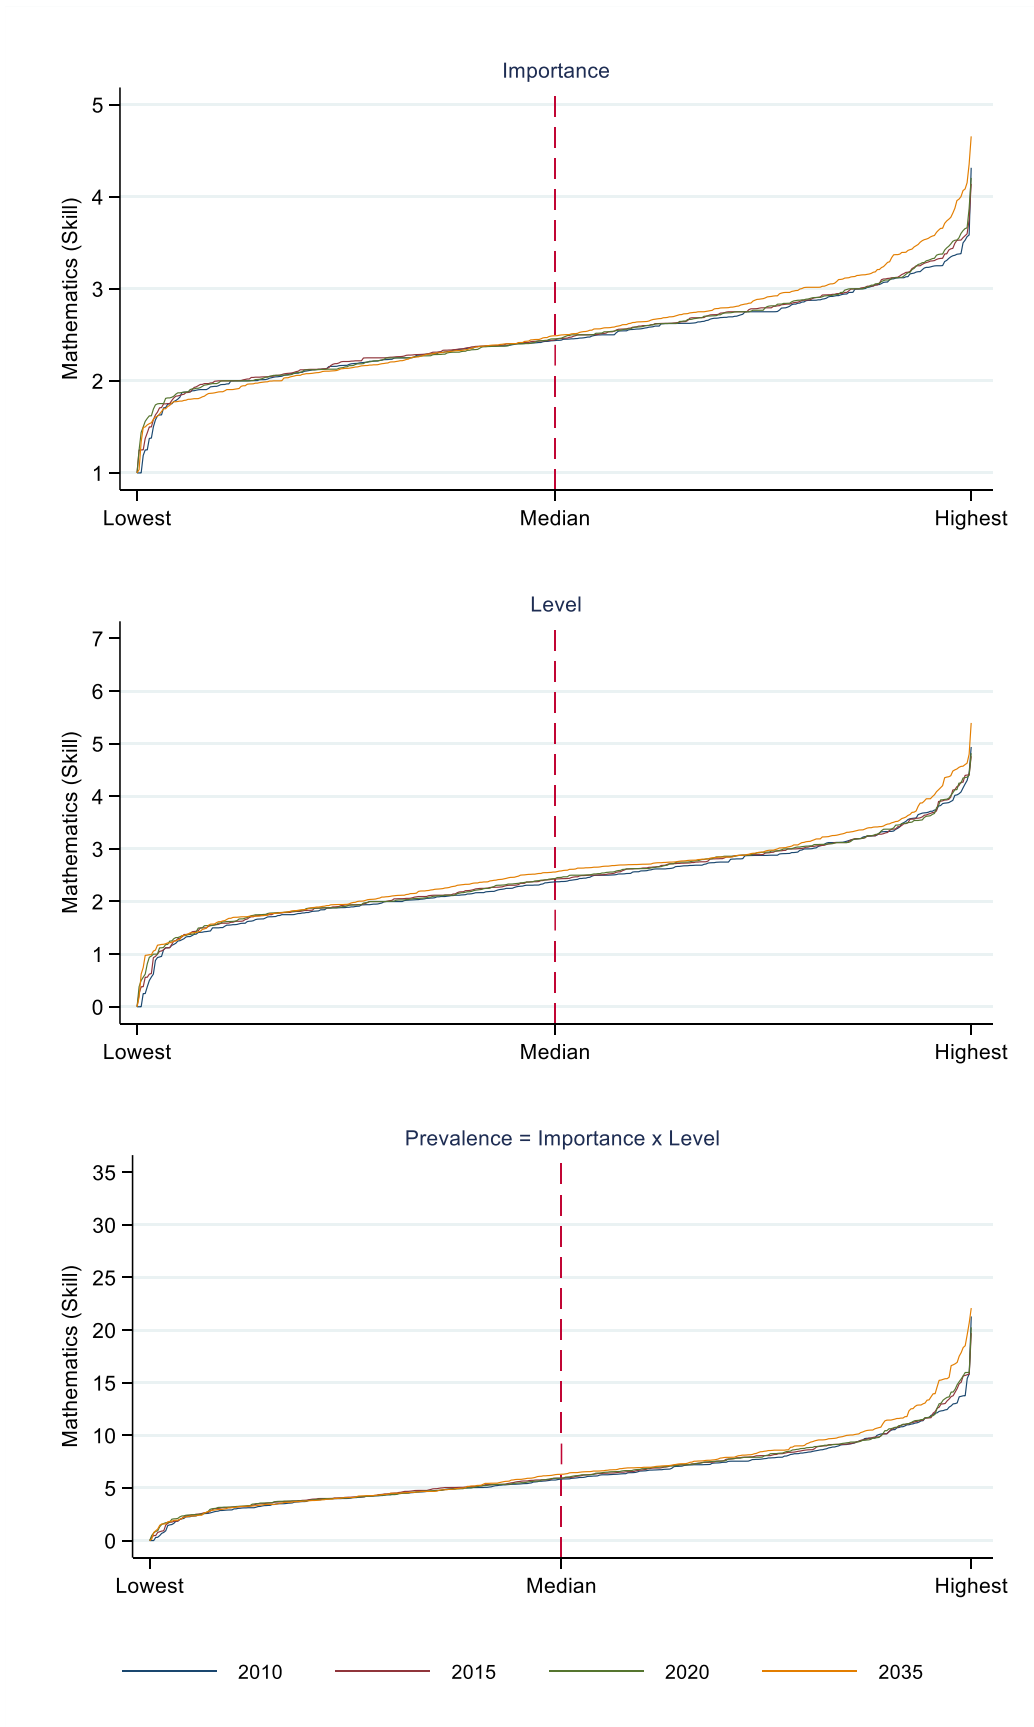 Importance
Mathematics (Skill)
5
4
3
2
1
Lowest Median Highest
Level
Mathematics (Skill)
7
6
5
4
3
2
1
0
Lowest Median Highest
Prevalence = Importance x Level
Mathematics (Skill)
35
30
25
20
15
10
5
0
Lowest Median Highest
2010 2015 2020 2035